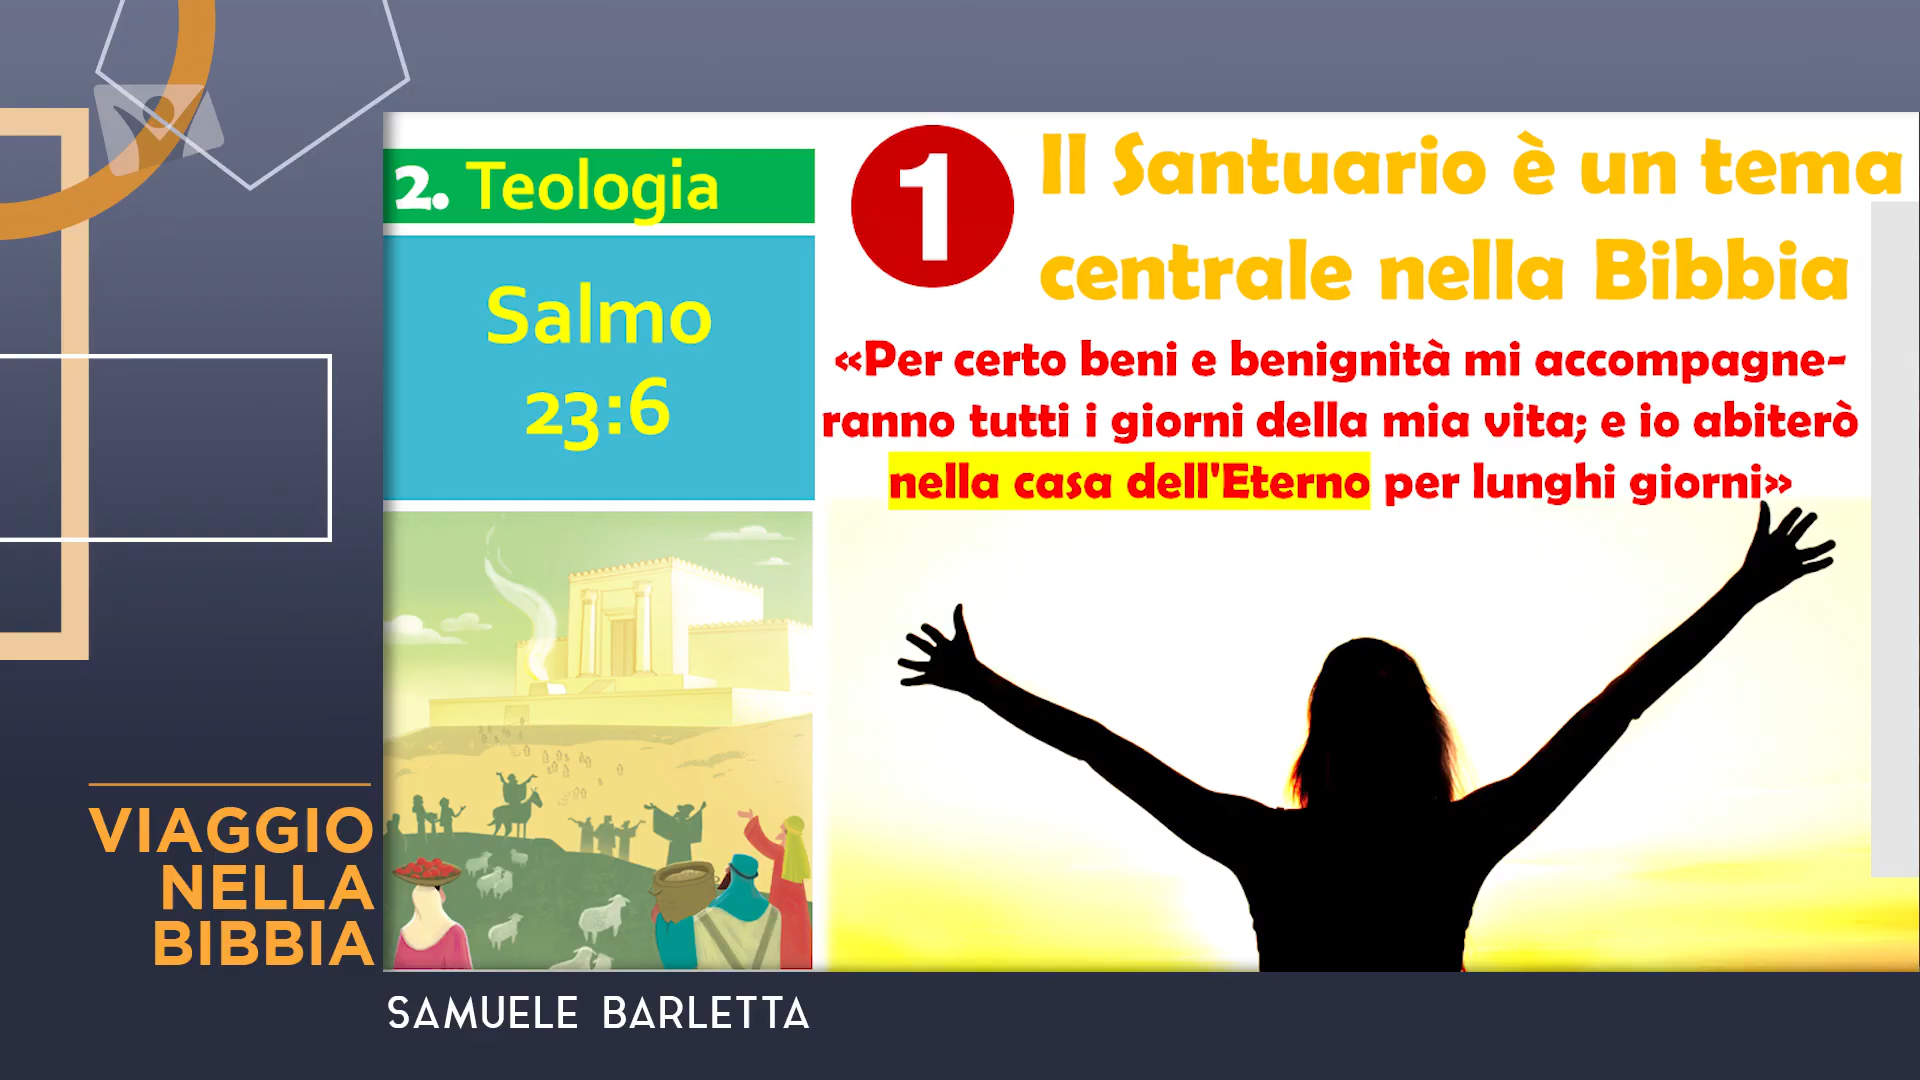 2. Teologia
Salmo
23:6
1
Il Santuario è un tema
centrale nella Bibbia
«Per certo beni e benignità mi accompagne-
ranno tutti i giorni della mia vita; e io abiterò
nella casa dell'Eterno per lunghi giorni»
VIAGGIO
NELLA
BIBBIA
SAMUELE BARLETTA